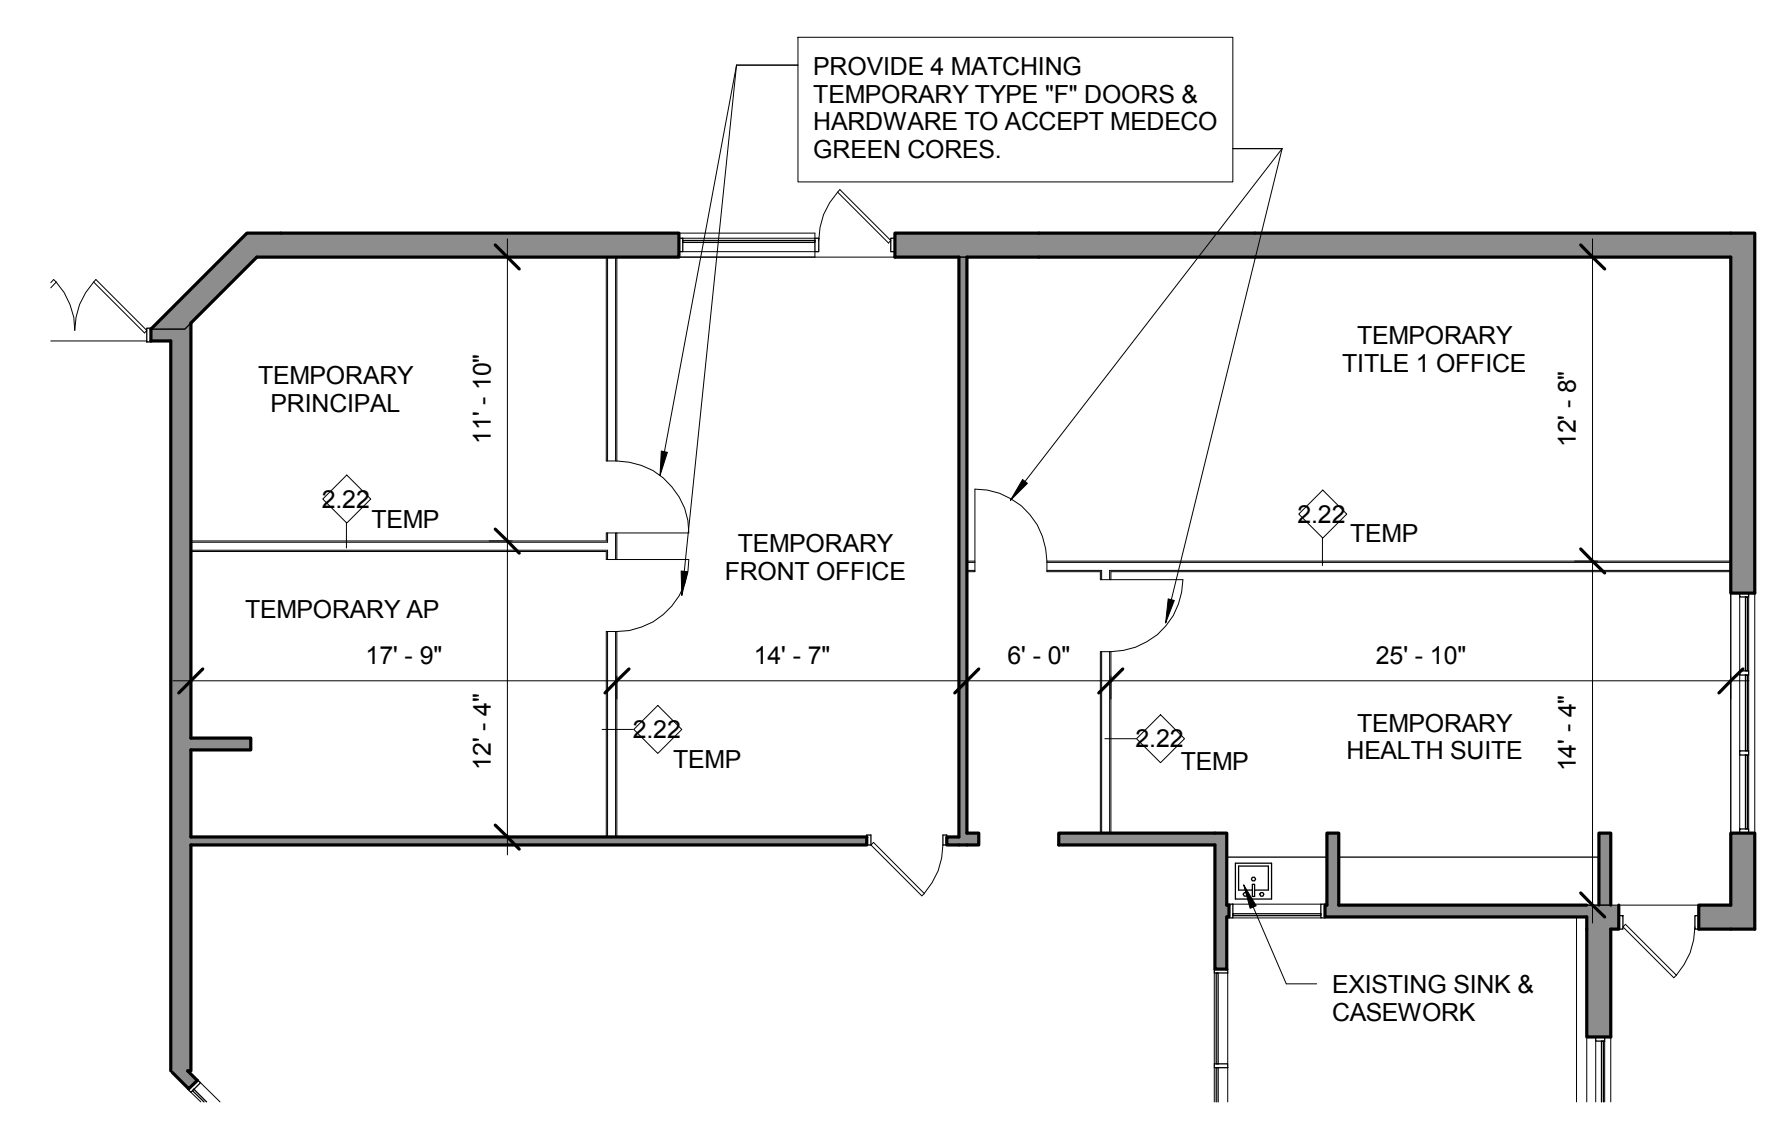 PROVIDE 4 MATCHING
TEMPORARY TYPE "F" DOORS &
HARDWARE TO ACCEPT MEDECO
GREEN CORES.
TEMPORARY
PRINCIPAL
11' - 10"
2.22
TEMP
TEMPORARY
FRONT OFFICE
TEMPORARY
TITLE 1 OFFICE
12' - 8"
2.22
TEMP
TEMPORARY AP
17' - 9"
14' - 7"
6' - 0"
25' - 10"
12' - 4"
2.22
TEMP
2.22
TEMP
TEMPORARY
HEALTH SUITE
14' - 4"
EXISTING SINK &
CASEWORK